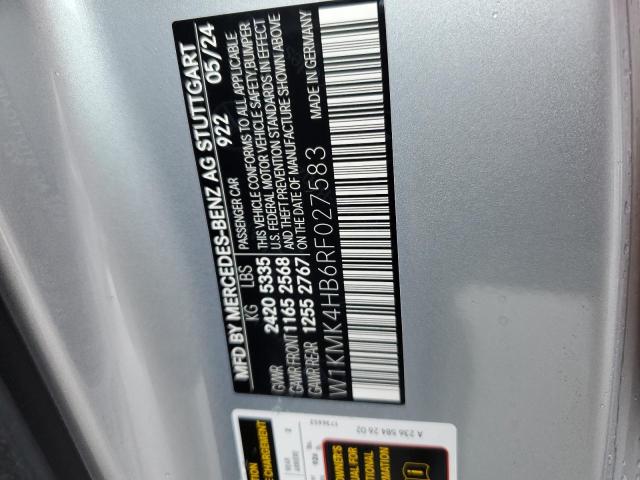 MFD BY MERCEDES-BENZ AG STUTTGART
KG LBS PASSENGER CAR 922 05/24
GVWR 2420 5335 THIS VEHICLE CONFORMS TO ALL APPLICABLE
U.S. FEDERAL MOTOR VEHICLE SAFETY,BUMPER
GAWR FRONT 1165 2568 AND THEFT PREVENTION STANDARDS IN EFFECT
GAWR REAR 1255 2767 ON THE DATE OF MANUFACTURE SHOWN ABOVE
W1KMK4HB6RF027583 MADE IN GERMANY
A 236 584 26 02
REAR
OWNER'S